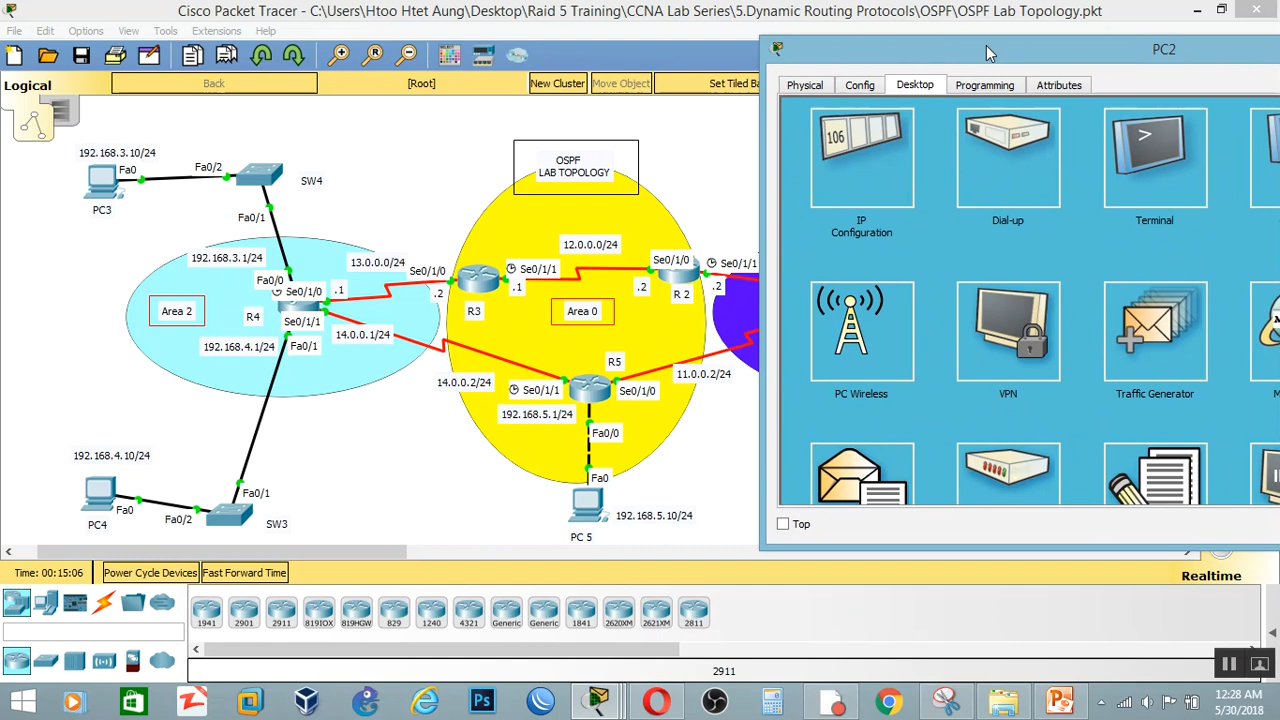 Cisco Packet Tracer - C:\Users\Htoo Htet Aung\Desktop\Raid 5 Training\CCNA Lab Series\5.Dynamic Routing Protocols\OSPF\OSPF Lab Topology.pkt
File Edit Options View Tools Extensions Help
Logical
Back
[Root]
New Cluster
Move Object
Set Tiled Ba
PC2
Physical
Config
Desktop
Programming
Attributes
106
IP
Configuration
Dial-up
Terminal
PC Wireless
VPN
Traffic Generator
M
Top
192.168.3.10/24
Fa0
Fa0/2
PC3
SW4
Fa0/1
OSPF
LAB TOPOLOGY
192.168.3.1/24
13.0.0.0/24
12.0.0.0/24
Fa0/0
Se0/1/0
.1
Se0/1/0
.2
Se0/1/1
.1
Se0/1/0
.2
Se0/1/1
.2
Area 2
R4
R3
Area 0
R 2
Se0/1/1
14.0.0.1/24
192.168.4.1/24
Fa0/1
R5
14.0.0.2/24
Se0/1/1
Se0/1/0
11.0.0.2/24
192.168.5.1/24
Fa0/0
192.168.4.10/24
Fa0/1
Fa0
PC4
Fa0
Fa0/2
SW3
192.168.5.10/24
PC 5
Time: 00:15:06
Power Cycle Devices
Fast Forward Time
Realtime
1941
2901
2911
819IOX
819HGW
829
1240
4321
Generic
Generic
1841
2620XM
2621XM
2811
2911
12:28 AM
5/30/2018